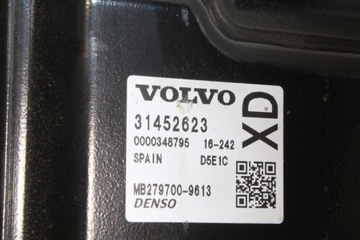 VOLVO
XD
31452623
0000348795 16-242
SPAIN D5E1C
MB279700-9613
DENSO